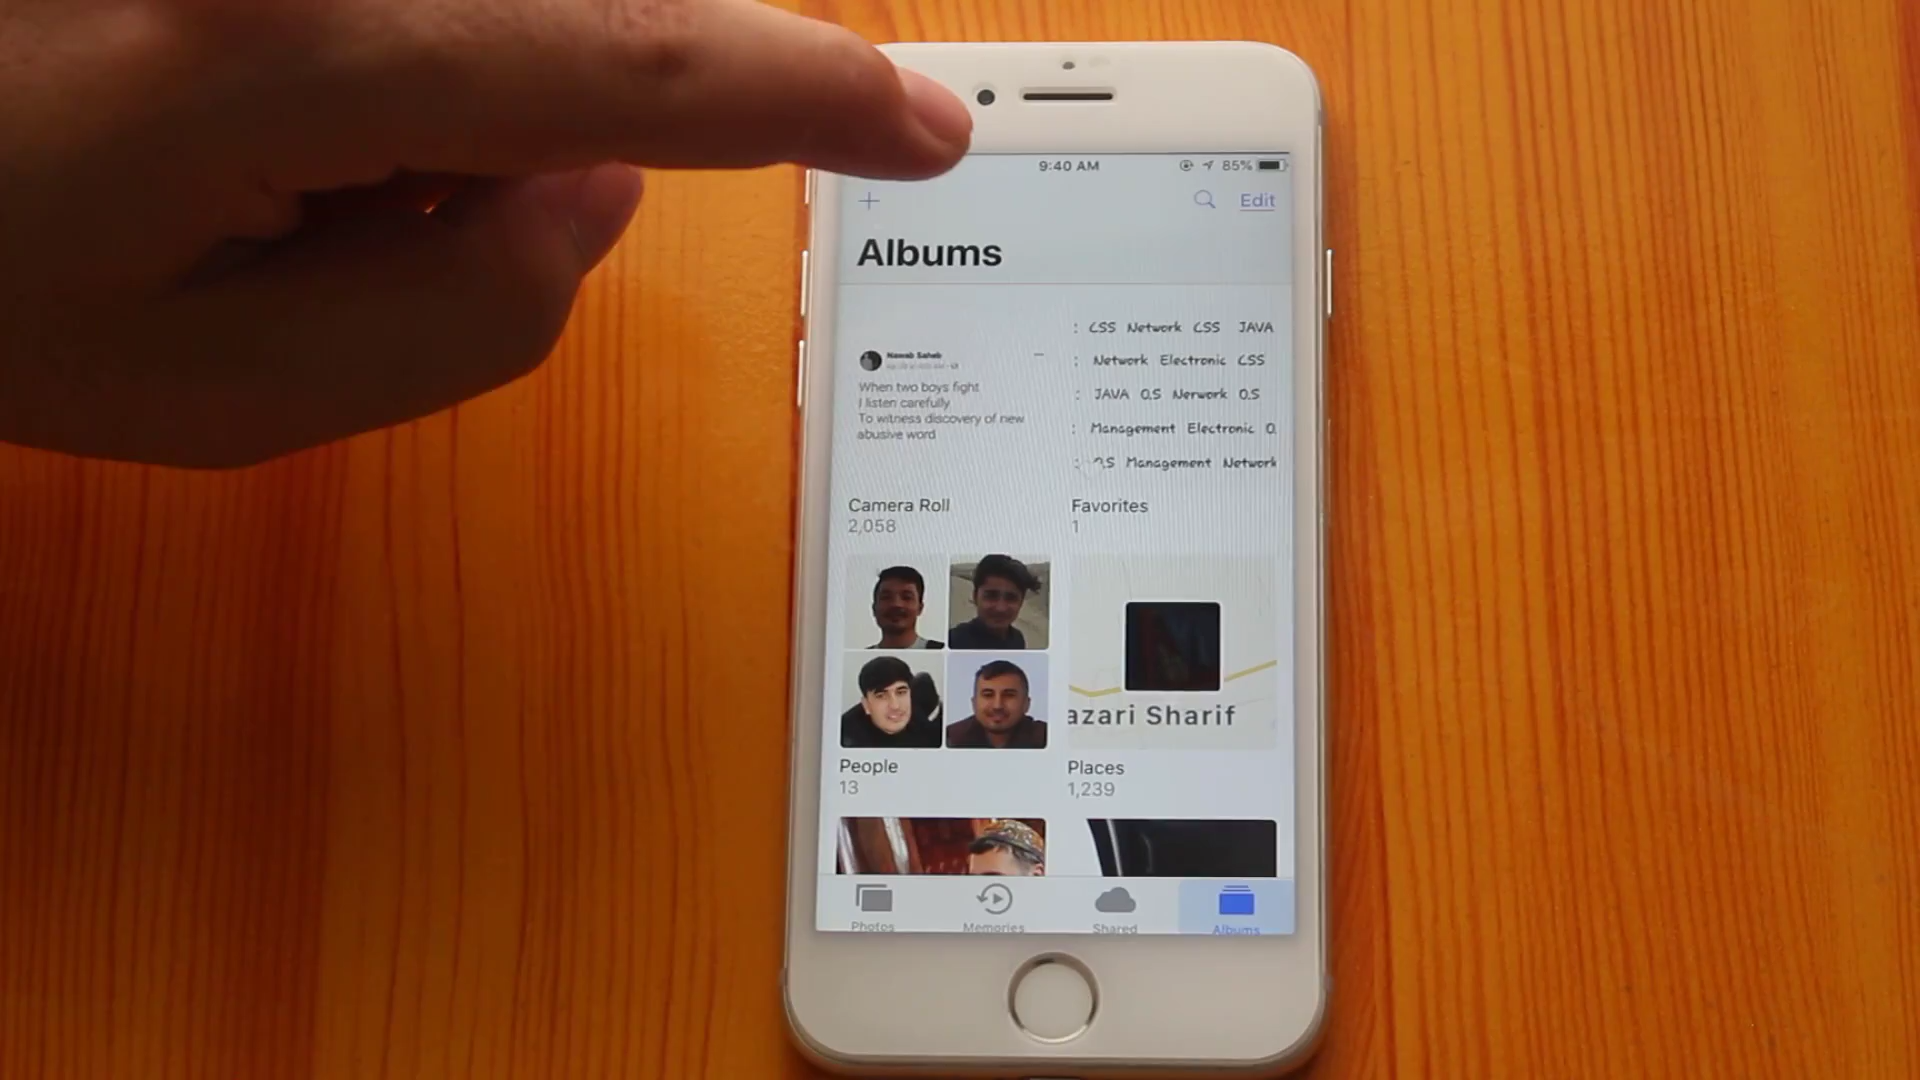 9:40 AM 85%
Edit
Albums
Nawab Saheb
When two boys fight
I listen carefully
To witness discovery of new
abusive word
: CSS Network CSS JAVA
: Network Electronic CSS
: JAVA O.S Nerwork O.S
: Management Electronic O.
: O.S Management Network
Camera Roll
2,058
Favorites
1
azari Sharif
People
13
Places
1,239
Photos
Memories
Shared
Albums